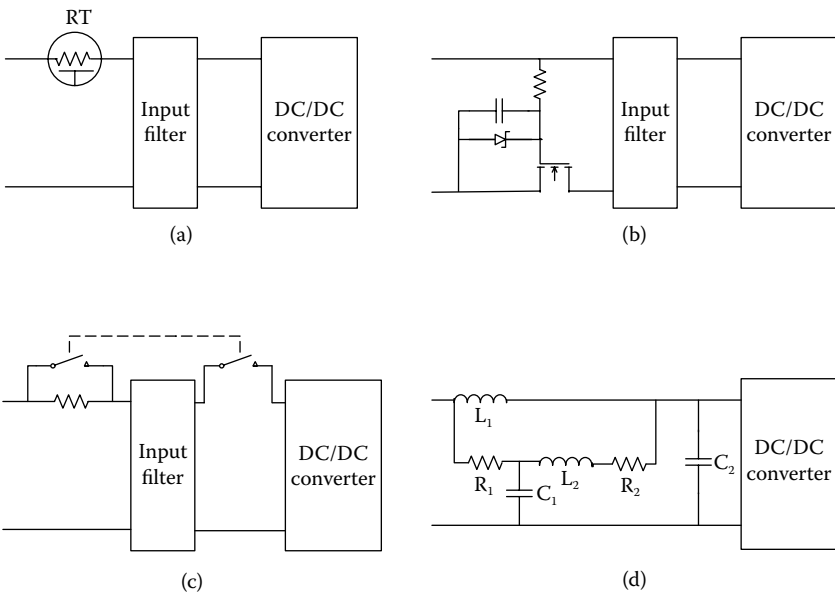 RT
Input
filter
DC/DC
converter
(a)
Input
filter
DC/DC
converter
(b)
Input
filter
DC/DC
converter
(c)
L₁
R₁
C₁
L₂
R₂
C₂
DC/DC
converter
(d)